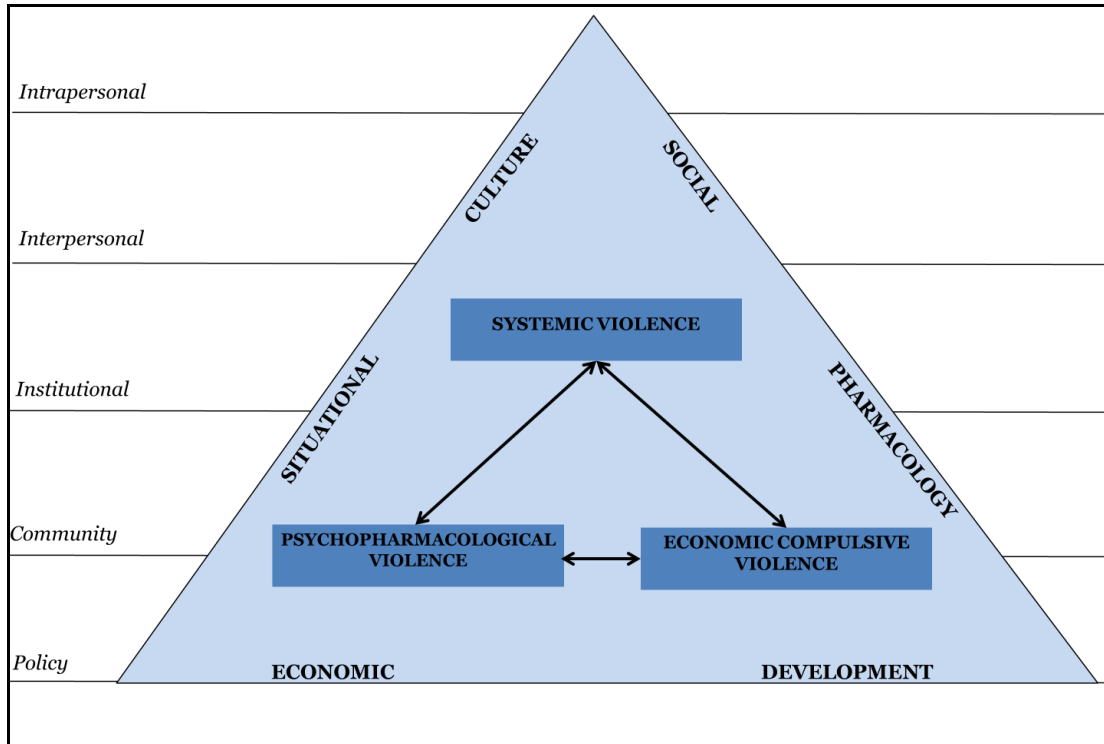 Intrapersonal
CULTURE
SOCIAL
Interpersonal
SYSTEMIC VIOLENCE
Institutional
SITUATIONAL
PHARMACOLOGY
Community
PSYCHOPHARMACOLOGICAL
VIOLENCE
ECONOMIC COMPULSIVE
VIOLENCE
Policy
ECONOMIC
DEVELOPMENT